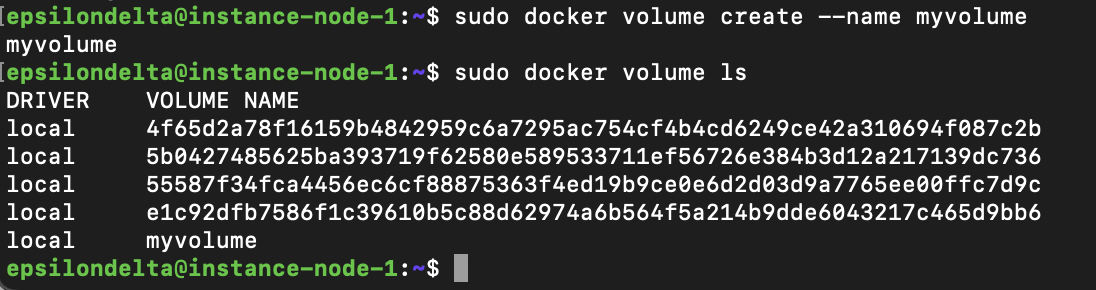 epsilondelta@instance-node-1:~$ sudo docker volume create --name myvolume
myvolume
epsilondelta@instance-node-1:~$ sudo docker volume ls
DRIVER    VOLUME NAME
local     4f65d2a78f16159b4842959c6a7295ac754cf4b4cd6249ce42a310694f087c2b
local     5b0427485625ba393719f62580e589533711ef56726e384b3d12a217139dc736
local     55587f34fca4456ec6cf88875363f4ed19b9ce0e6d2d03d9a7765ee00ffc7d9c
local     e1c92dfb7586f1c39610b5c88d62974a6b564f5a214b9dde6043217c465d9bb6
local     myvolume
epsilondelta@instance-node-1:~$